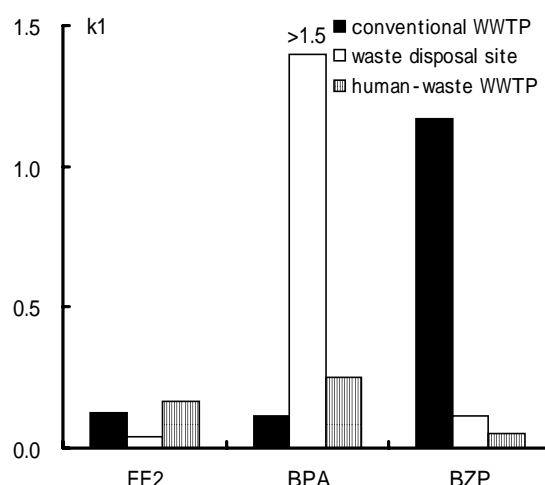 1.5
k1
>1.5
conventional WWTP
waste disposal site
human-waste WWTP
1.0
0.5
0.0
EE2
BPA
BZP